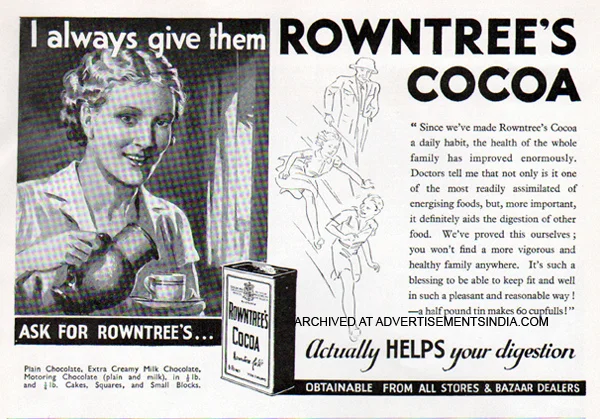 I always give them ROWNTREE'S
COCOA
" Since we've made Rowntree's Cocoa
a daily habit, the health of the whole
family has improved enormously.
Doctors tell me that not only is it one
of the most readily assimilated of
energising foods, but, more important,
it definitely aids the digestion of other
food. We've proved this ourselves ;
you won't find a more vigorous and
healthy family anywhere. It's such a
blessing to be able to keep fit and well
in such a pleasant and reasonable way !
—a half pound tin makes 60 cupfulls ! "
ARCHIVED AT ADVERTISEMENTSINDIA.COM
ROWNTREE'S
COCOA
ASK FOR ROWNTREE'S...
Plain Chocolate, Extra Creamy Milk Chocolate,
Motoring Chocolate (plain and milk), in ½lb.
and ¼lb. Cakes, Squares, and Small Blocks.
Actually HELPS your digestion
OBTAINABLE FROM ALL STORES & BAZAAR DEALERS